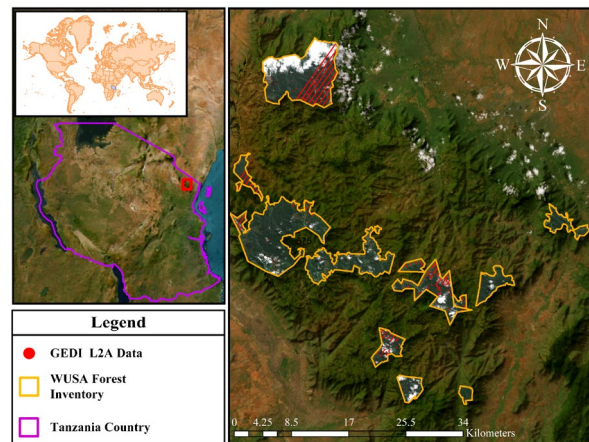 N
W
E
S
Legend
GEDI L2A Data
WUSA Forest
Inventory
Tanzania Country
0 4.25 8.5 17 25.5 34
Kilometers